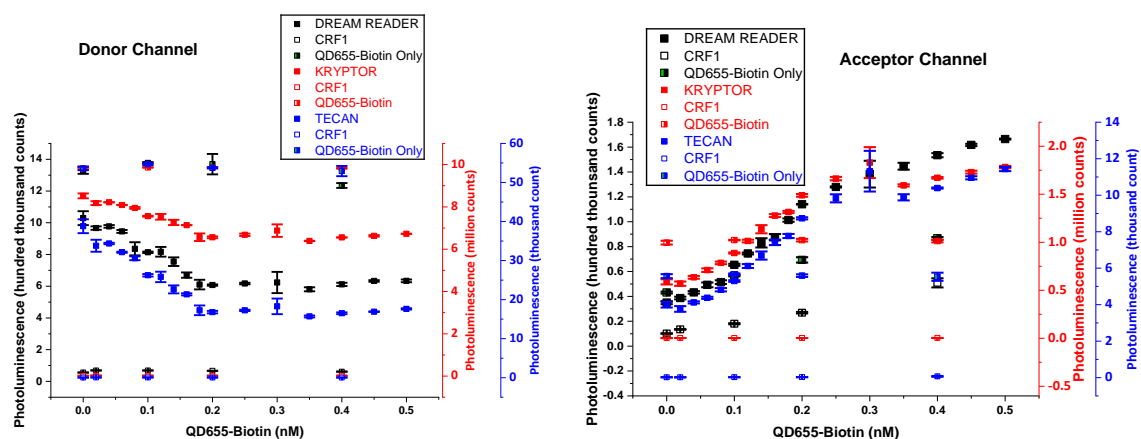 Donor Channel
DREAM READER
CRF1
QD655-Biotin Only
KRYPTOR
CRF1
QD655-Biotin
TECAN
CRF1
QD655-Biotin Only
Photoluminescence (hundred thounsand counts)
14
12
10
8
6
4
2
0
0.0 0.1 0.2 0.3 0.4 0.5
QD655-Biotin (nM)
10
8
6
4
2
0
Photoluminescence (million counts)
60
50
40
30
20
10
0
Photoluminescence (thousand count)
Acceptor Channel
DREAM READER
CRF1
QD655-Biotin Only
KRYPTOR
CRF1
QD655-Biotin
TECAN
CRF1
QD655-Biotin Only
Photoluminescence (hundred thounsand counts)
1.8
1.6
1.4
1.2
1.0
0.8
0.6
0.4
0.2
0.0
-0.2
-0.4
0.0 0.1 0.2 0.3 0.4 0.5
QD655-Biotin (nM)
2.0
1.5
1.0
0.5
0.0
-0.5
Photoluminescence (million counts)
14
12
10
8
6
4
2
0
Photoluminescence (thousand count)